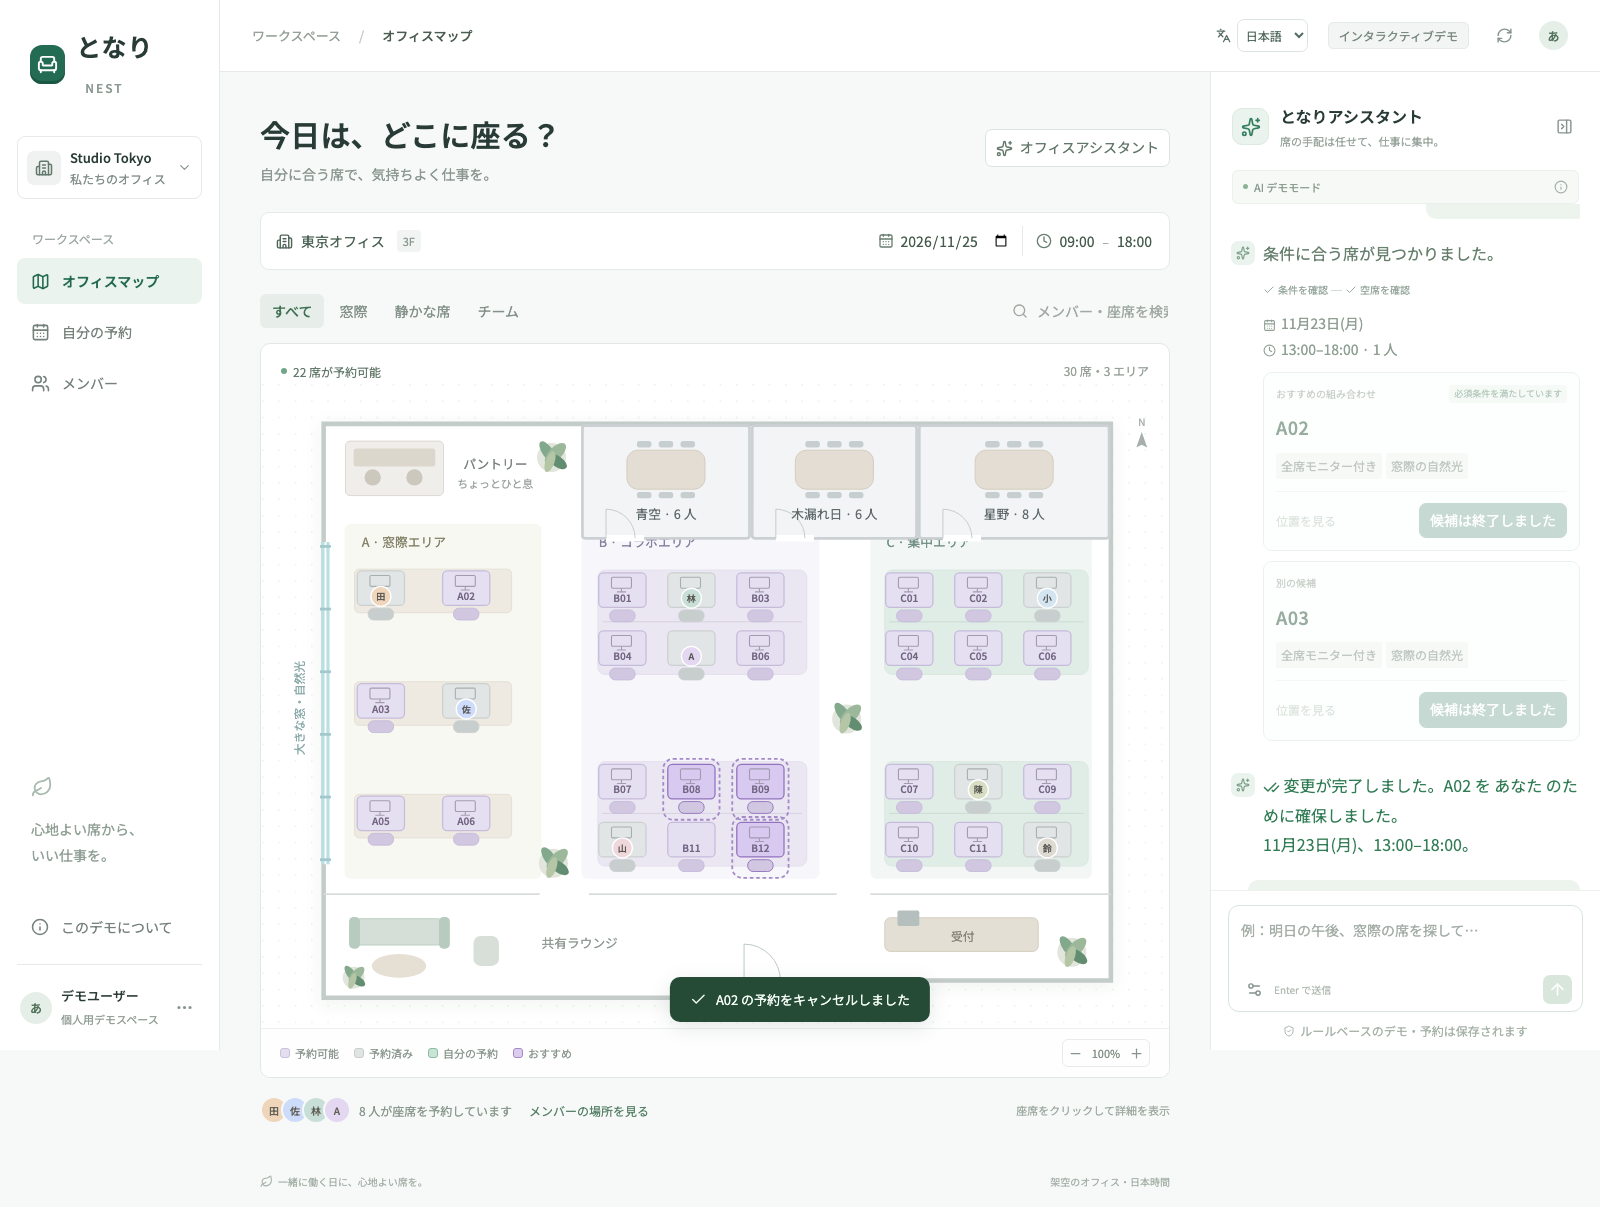 となり
NEST
Studio Tokyo
私たちのオフィス
ワークスペース
オフィスマップ
自分の予約
メンバー
心地よい席から、
いい仕事を。
このデモについて
あ
デモユーザー
個人用デモスペース
ワークスペース / オフィスマップ
日本語
インタラクティブデモ
あ
今日は、どこに座る？
自分に合う席で、気持ちよく仕事を。
オフィスアシスタント
東京オフィス 3F
2026/11/25
09:00 – 18:00
すべて 窓際 静かな席 チーム
メンバー・座席を検索
22 席が予約可能
30 席・3 エリア
N
パントリー
ちょっとひと息
青空 · 6 人
木漏れ日 · 6 人
星野 · 8 人
A · 窓際エリア
B · コラボエリア
C · 集中エリア
大きな窓・自然光
田 A02
B01 林 B03
C01 C02 小
B04 A B06
C04 C05 C06
A03 佐
B07 B08 B09
C07 陳 C09
A05 A06
山 B11 B12
C10 C11 鈴
共有ラウンジ
受付
A02 の予約をキャンセルしました
予約可能 予約済み 自分の予約 おすすめ
100%
田 佐 林 A
8 人が座席を予約しています
メンバーの場所を見る
座席をクリックして詳細を表示
一緒に働く日に、心地よい席を。
架空のオフィス・日本時間
となりアシスタント
席の手配は任せて、仕事に集中。
AI デモモード
条件に合う席が見つかりました。
条件を確認 — 空席を確認
11月23日(月)
13:00–18:00 · 1 人
おすすめの組み合わせ
必須条件を満たしています
A02
全席モニター付き 窓際の自然光
位置を見る
候補は終了しました
別の候補
A03
全席モニター付き 窓際の自然光
位置を見る
候補は終了しました
変更が完了しました。A02 を あなた のた
めに確保しました。
11月23日(月)、13:00–18:00。
例：明日の午後、窓際の席を探して…
Enter で送信
ルールベースのデモ・予約は保存されます